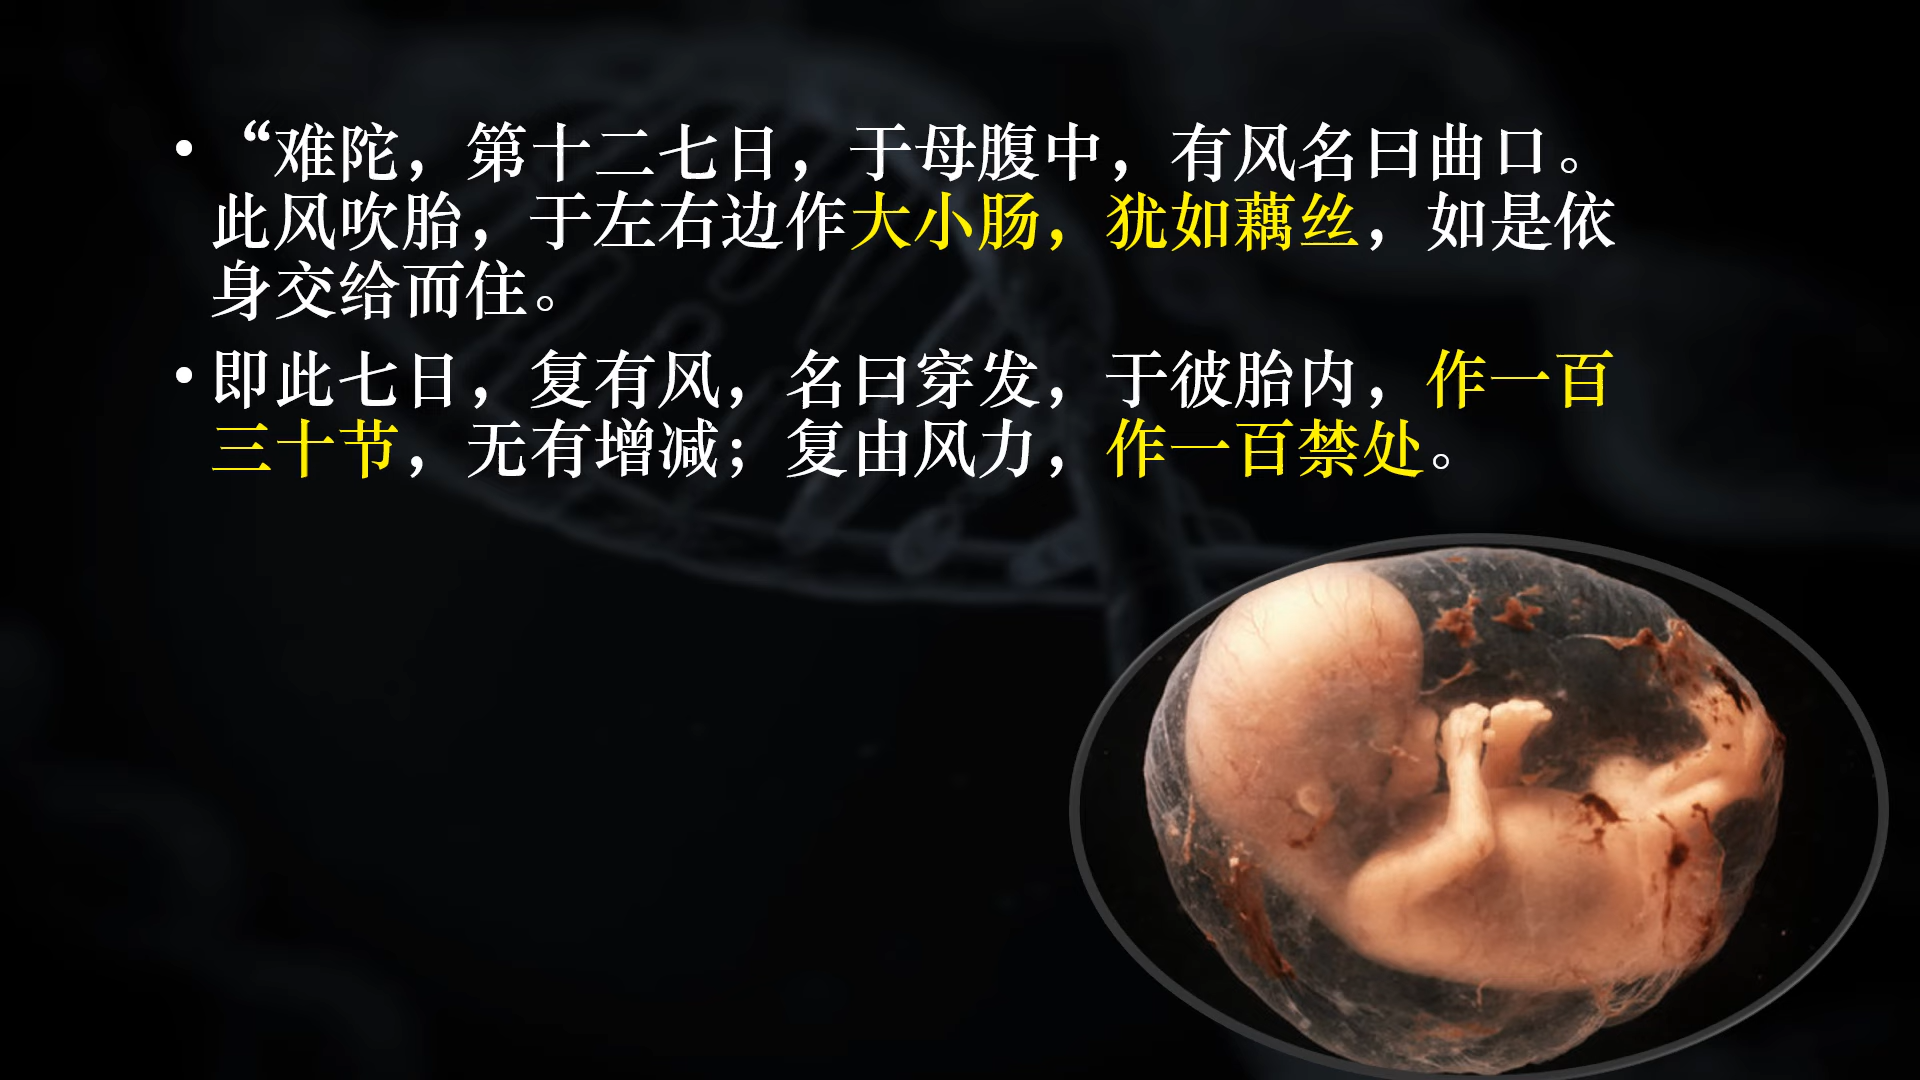 • “难陀，第十二七日，于母腹中，有风名曰曲口。
此风吹胎，于左右边作大小肠，犹如藕丝，如是依
身交给而住。
• 即此七日，复有风，名曰穿发，于彼胎内，作一百
三十节，无有增减；复由风力，作一百禁处。